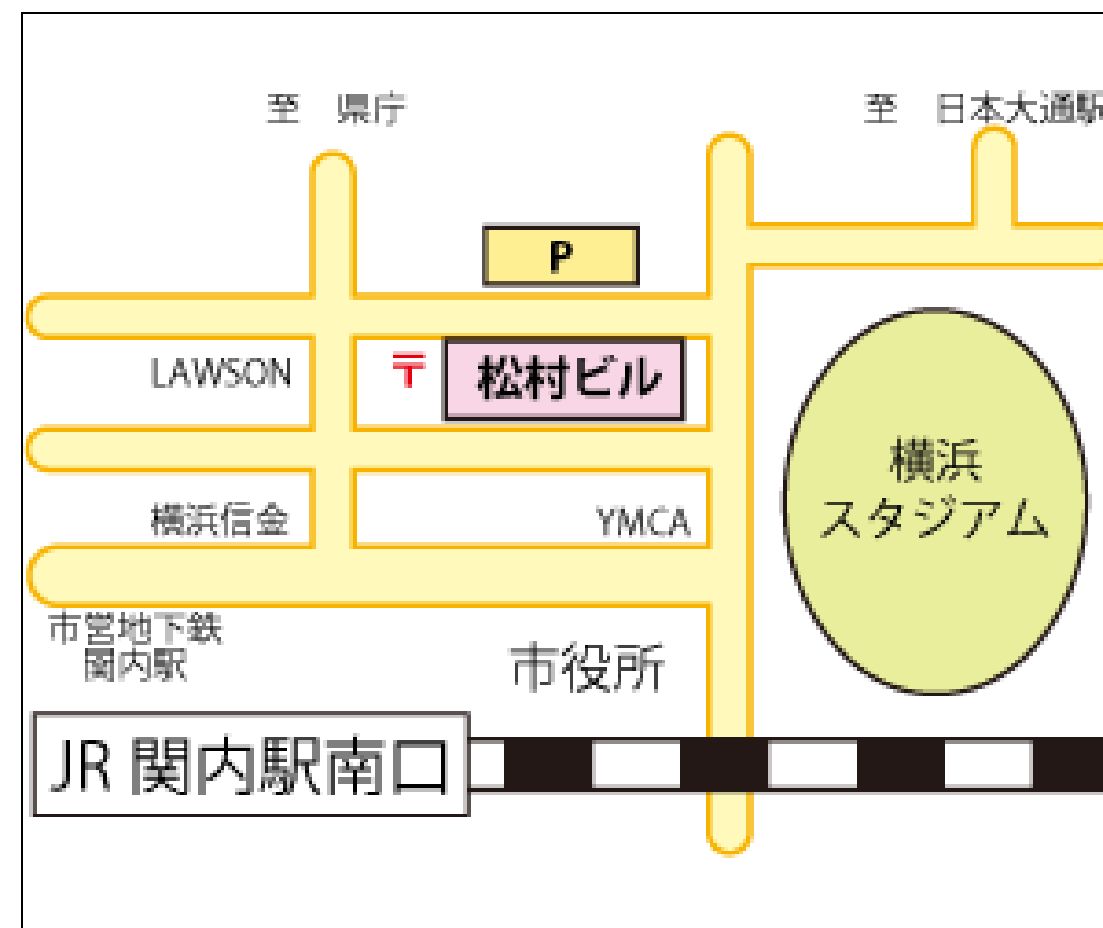 至　県庁
至　日本大通駅
P
LAWSON
〒
松村ビル
横浜
スタジアム
横浜信金
YMCA
市営地下鉄
関内駅
市役所
JR 関内駅南口